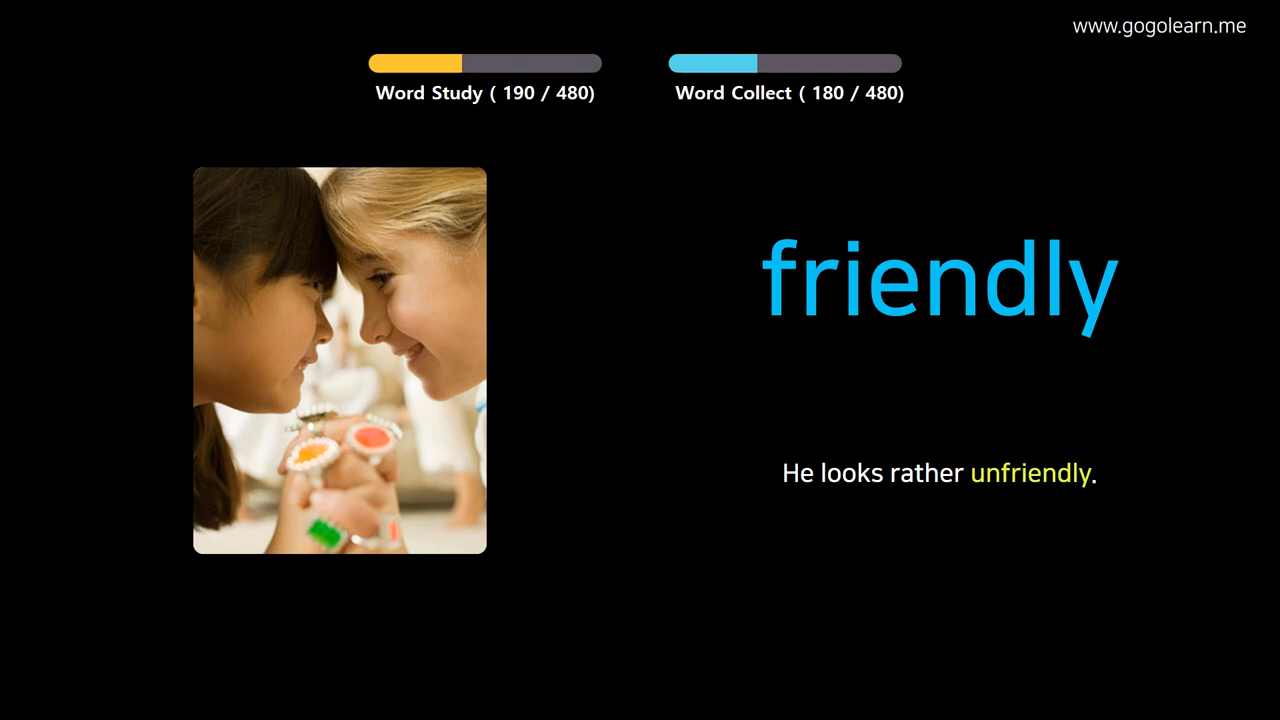 www.gogolearn.me
Word Study ( 190 / 480)
Word Collect ( 180 / 480)
friendly
He looks rather unfriendly.